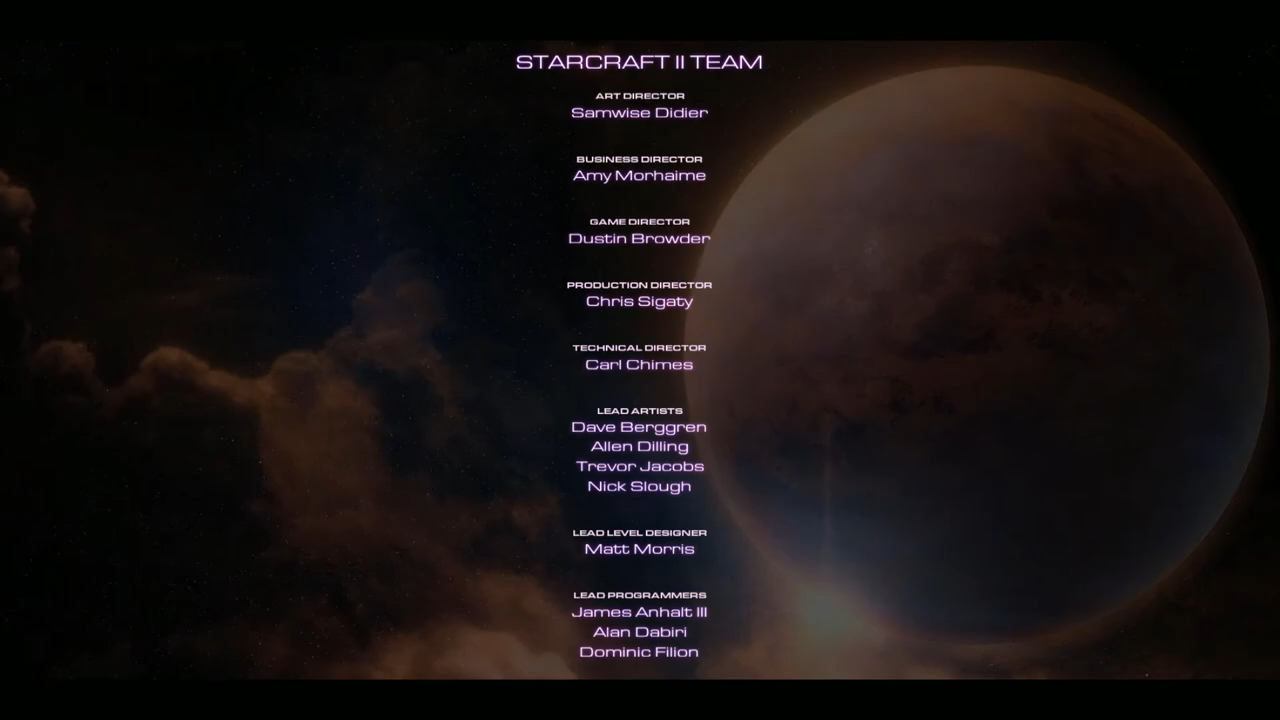 STARCRAFT II TEAM
ART DIRECTOR
Samwise Didier
BUSINESS DIRECTOR
Amy Morhaime
GAME DIRECTOR
Dustin Browder
PRODUCTION DIRECTOR
Chris Sigaty
TECHNICAL DIRECTOR
Carl Chimes
LEAD ARTISTS
Dave Berggren
Allen Dilling
Trevor Jacobs
Nick Slough
LEAD LEVEL DESIGNER
Matt Morris
LEAD PROGRAMMERS
James Anhalt III
Alan Dabiri
Dominic Filion